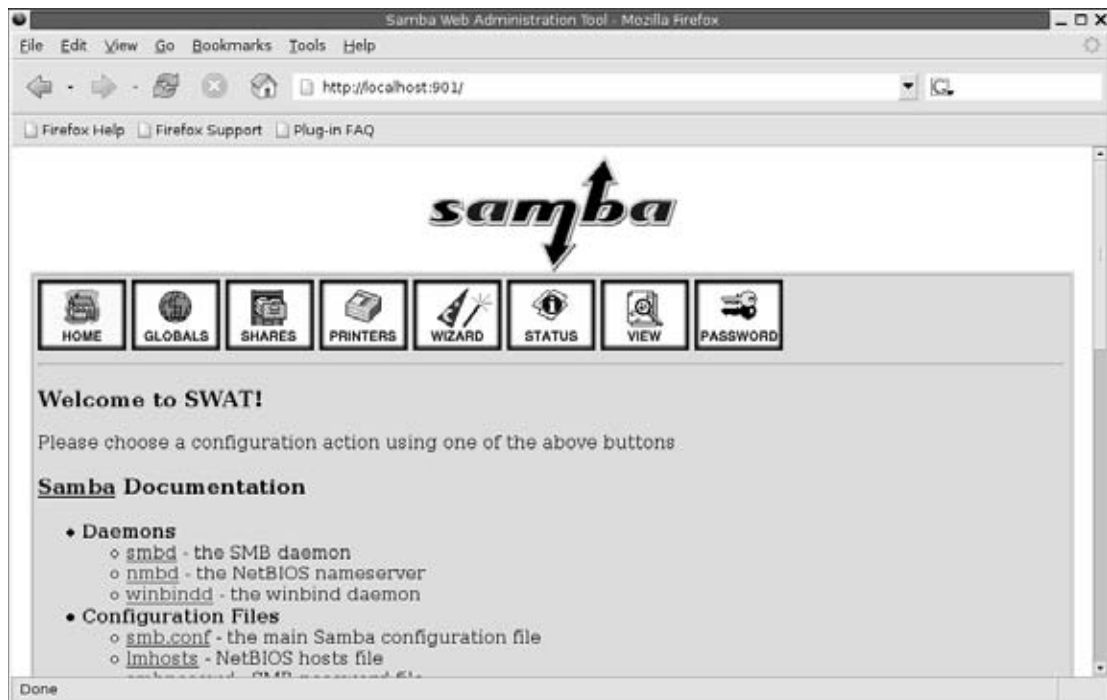 Samba Web Administration Tool - Mozilla Firefox
File Edit View Go Bookmarks Tools Help
http://localhost:901/
G
Firefox Help Firefox Support Plug-in FAQ
samba
HOME GLOBALS SHARES PRINTERS WIZARD STATUS VIEW PASSWORD
Welcome to SWAT!
Please choose a configuration action using one of the above buttons
Samba Documentation
Daemons
smbd - the SMB daemon
nmbd - the NetBIOS nameserver
winbindd - the winbind daemon
Configuration Files
smb.conf - the main Samba configuration file
lmhosts - NetBIOS hosts file
Done